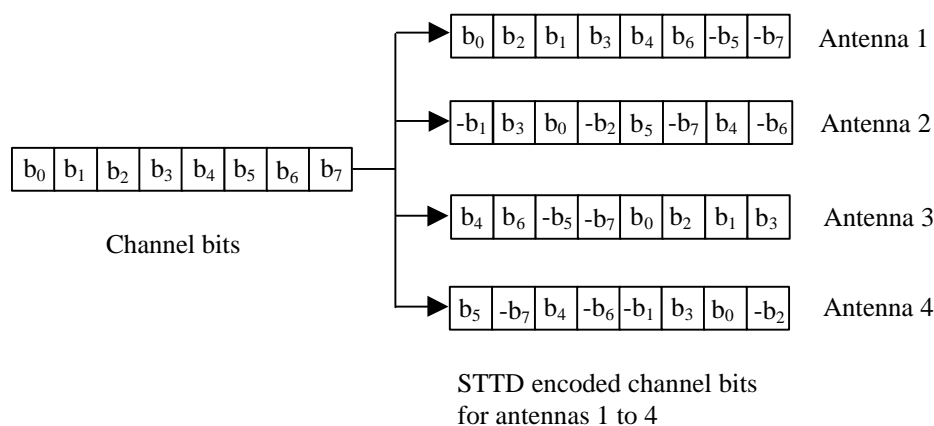 b₀ b₂ b₁ b₃ b₄ b₆ -b₅ -b₇ Antenna 1
-b₁ b₃ b₀ -b₂ b₅ -b₇ b₄ -b₆ Antenna 2
b₀ b₁ b₂ b₃ b₄ b₅ b₆ b₇
Channel bits
b₄ b₆ -b₅ -b₇ b₀ b₂ b₁ b₃ Antenna 3
b₅ -b₇ b₄ -b₆ -b₁ b₃ b₀ -b₂ Antenna 4
STTD encoded channel bits
for antennas 1 to 4